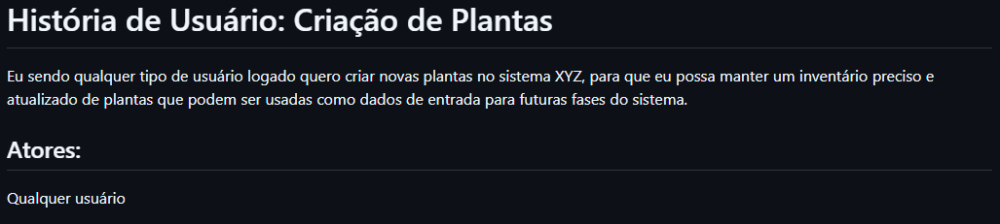 História de Usuário: Criação de Plantas
Eu sendo qualquer tipo de usuário logado quero criar novas plantas no sistema XYZ, para que eu possa manter um inventário preciso e
atualizado de plantas que podem ser usadas como dados de entrada para futuras fases do sistema.
Atores:
Qualquer usuário